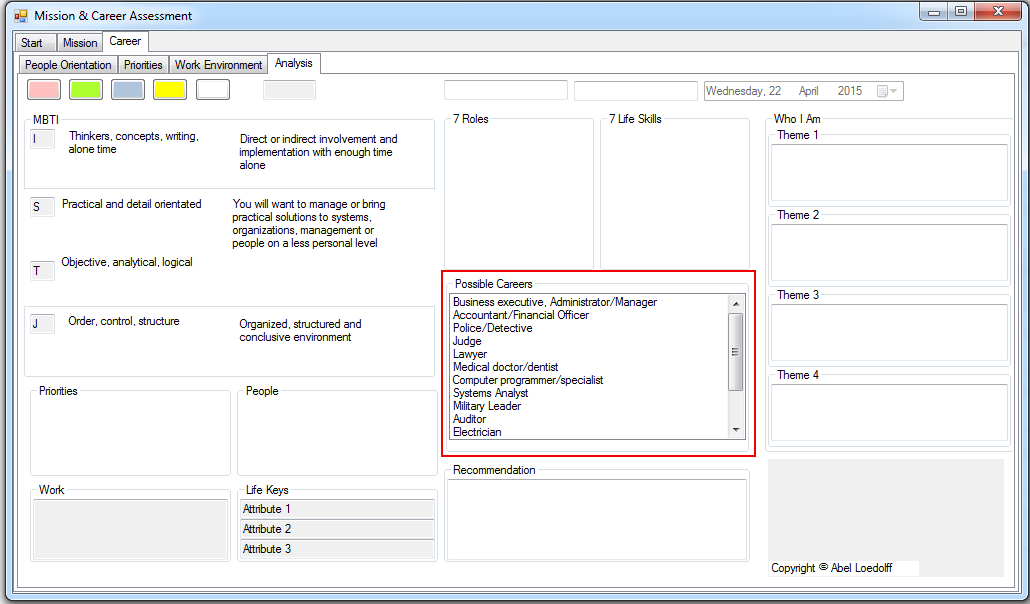 Mission & Career Assessment
Start Mission Career
People Orientation Priorities Work Environment Analysis
Wednesday, 22 April 2015
MBTI
I
Thinkers, concepts, writing,
alone time
Direct or indirect involvement and
implementation with enough time
alone
S
Practical and detail orientated
You will want to manage or bring
practical solutions to systems,
organizations, management or
people on a less personal level
T
Objective, analytical, logical
J
Order, control, structure
Organized, structured and
conclusive environment
Priorities
People
Work
Life Keys
Attribute 1
Attribute 2
Attribute 3
7 Roles
7 Life Skills
Possible Careers
Business executive, Administrator/Manager
Accountant/Financial Officer
Police/Detective
Judge
Lawyer
Medical doctor/dentist
Computer programmer/specialist
Systems Analyst
Military Leader
Auditor
Electrician
Recommendation
Who I Am
Theme 1
Theme 2
Theme 3
Theme 4
Copyright © Abel Loedolff